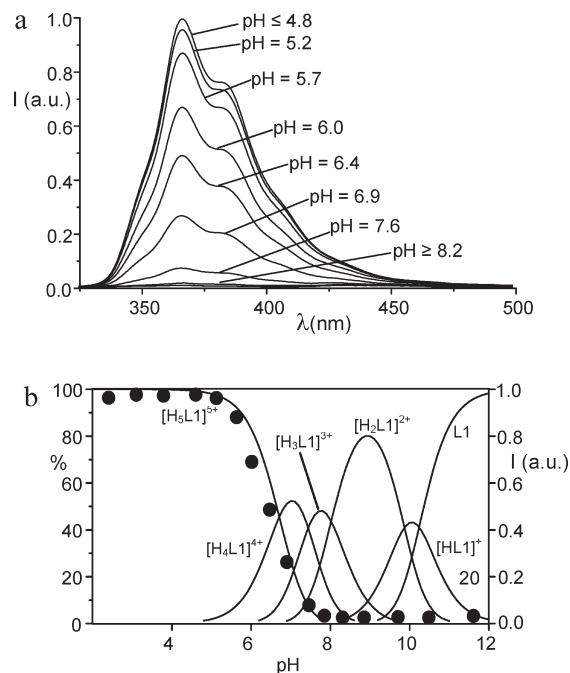 a
1.0
0.8
I (a.u.)
0.6
0.4
0.2
0.0
pH ≤ 4.8
pH = 5.2
pH = 5.7
pH = 6.0
pH = 6.4
pH = 6.9
pH = 7.6
pH ≥ 8.2
350 400 450 500
λ(nm)
b
100
80
%
60
40
20
0
[H₅L1]⁵⁺
[H₃L1]³⁺
[H₂L1]²⁺
L1
[H₄L1]⁴⁺
[HL1]⁺
20
1.0
0.8
I (a.u.)
0.6
0.4
0.2
0.0
4 6 8 10 12
pH